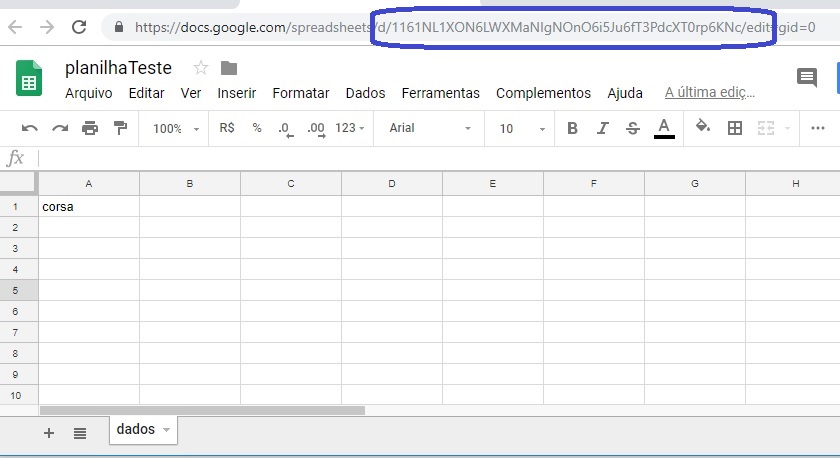 https://docs.google.com/spreadsheets/d/1161NL1XON6LWXMaNIgNOnO6i5Ju6fT3PdcXT0rp6KNc/edit#gid=0
planilhaTeste
Arquivo Editar Ver Inserir Formatar Dados Ferramentas Complementos Ajuda A última ediç...
100% R$ % .0 .00 123 Arial 10 B I S A ...
fx
A B C D E F G H
1 corsa
2
3
4
5
6
7
8
9
10
+ dados